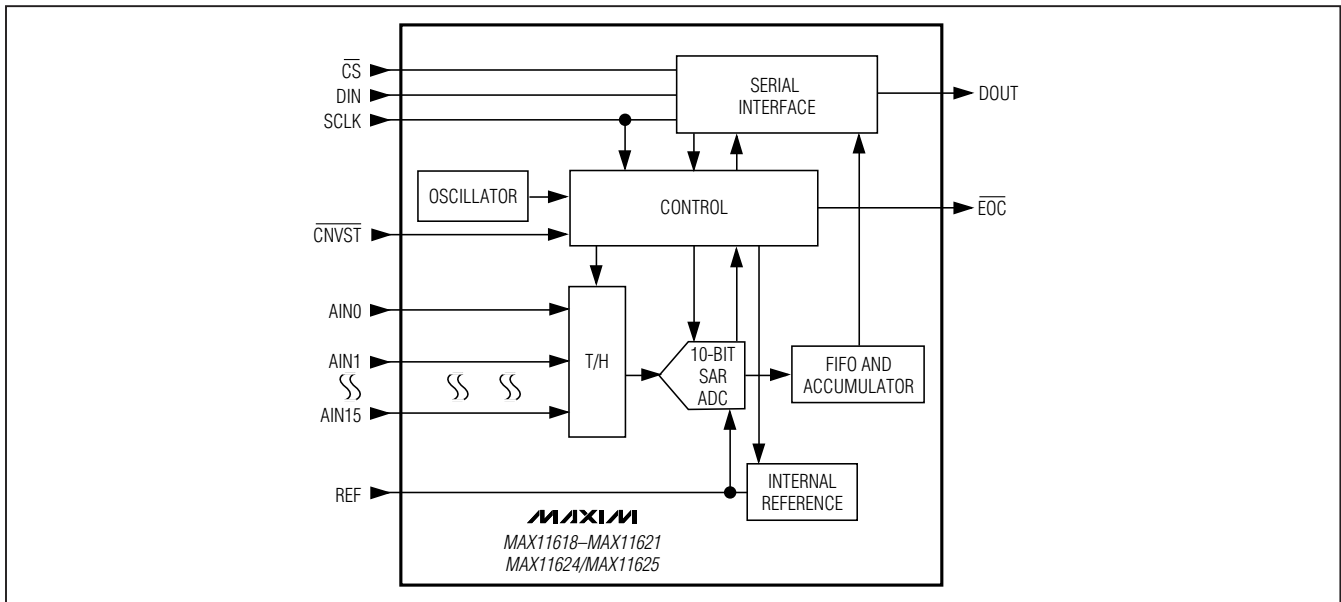 CS
DIN
SCLK
SERIAL
INTERFACE
DOUT
OSCILLATOR
CONTROL
EOC
CNVST
AIN0
AIN1
AIN15
T/H
10-BIT
SAR
ADC
FIFO AND
ACCUMULATOR
REF
INTERNAL
REFERENCE
MAXIM
MAX11618–MAX11621
MAX11624/MAX11625